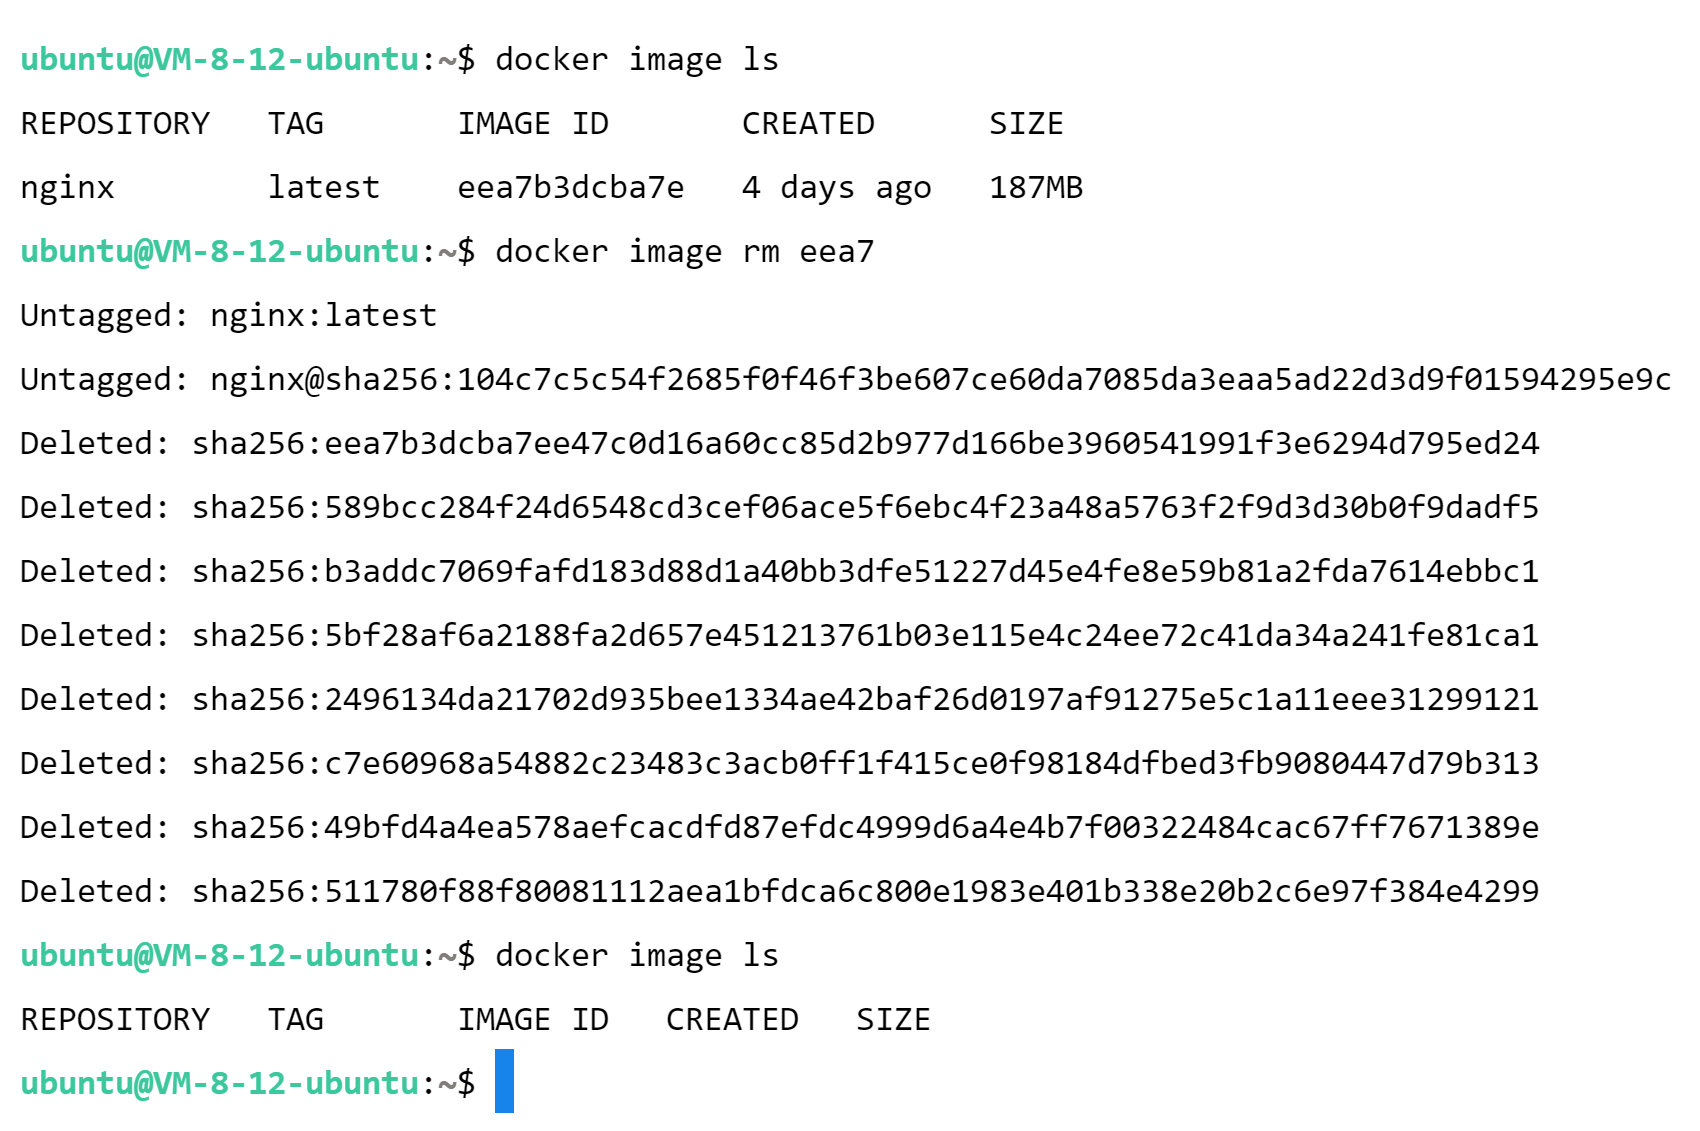 ubuntu@VM-8-12-ubuntu:~$ docker image ls
REPOSITORY   TAG       IMAGE ID       CREATED      SIZE
nginx        latest    eea7b3dcba7e   4 days ago   187MB
ubuntu@VM-8-12-ubuntu:~$ docker image rm eea7
Untagged: nginx:latest
Untagged: nginx@sha256:104c7c5c54f2685f0f46f3be607ce60da7085da3eaa5ad22d3d9f01594295e9c
Deleted: sha256:eea7b3dcba7ee47c0d16a60cc85d2b977d166be3960541991f3e6294d795ed24
Deleted: sha256:589bcc284f24d6548cd3cef06ace5f6ebc4f23a48a5763f2f9d3d30b0f9dadf5
Deleted: sha256:b3addc7069fafd183d88d1a40bb3dfe51227d45e4fe8e59b81a2fda7614ebbc1
Deleted: sha256:5bf28af6a2188fa2d657e451213761b03e115e4c24ee72c41da34a241fe81ca1
Deleted: sha256:2496134da21702d935bee1334ae42baf26d0197af91275e5c1a11eee31299121
Deleted: sha256:c7e60968a54882c23483c3acb0ff1f415ce0f98184dfbed3fb9080447d79b313
Deleted: sha256:49bfd4a4ea578aefcacdfd87efdc4999d6a4e4b7f00322484cac67ff7671389e
Deleted: sha256:511780f88f80081112aea1bfdca6c800e1983e401b338e20b2c6e97f384e4299
ubuntu@VM-8-12-ubuntu:~$ docker image ls
REPOSITORY   TAG       IMAGE ID   CREATED   SIZE
ubuntu@VM-8-12-ubuntu:~$